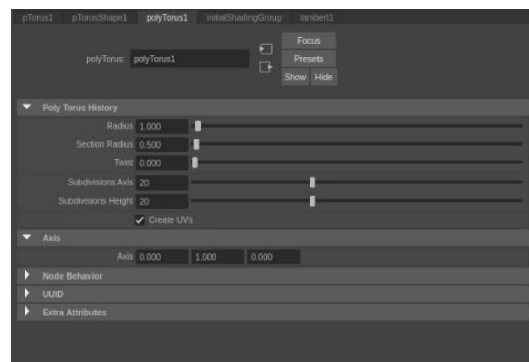 pTorus1 pTorusShape1 polyTorus1 initialShadingGroup lambert1
Focus
polyTorus: polyTorus1
Presets
Show Hide
Poly Torus History
Radius 1.000
Section Radius 0.500
Twist 0.000
Subdivisions Axis 20
Subdivisions Height 20
Create UVs
Axis
Axis 0.000 1.000 0.000
Node Behavior
UUID
Extra Attributes